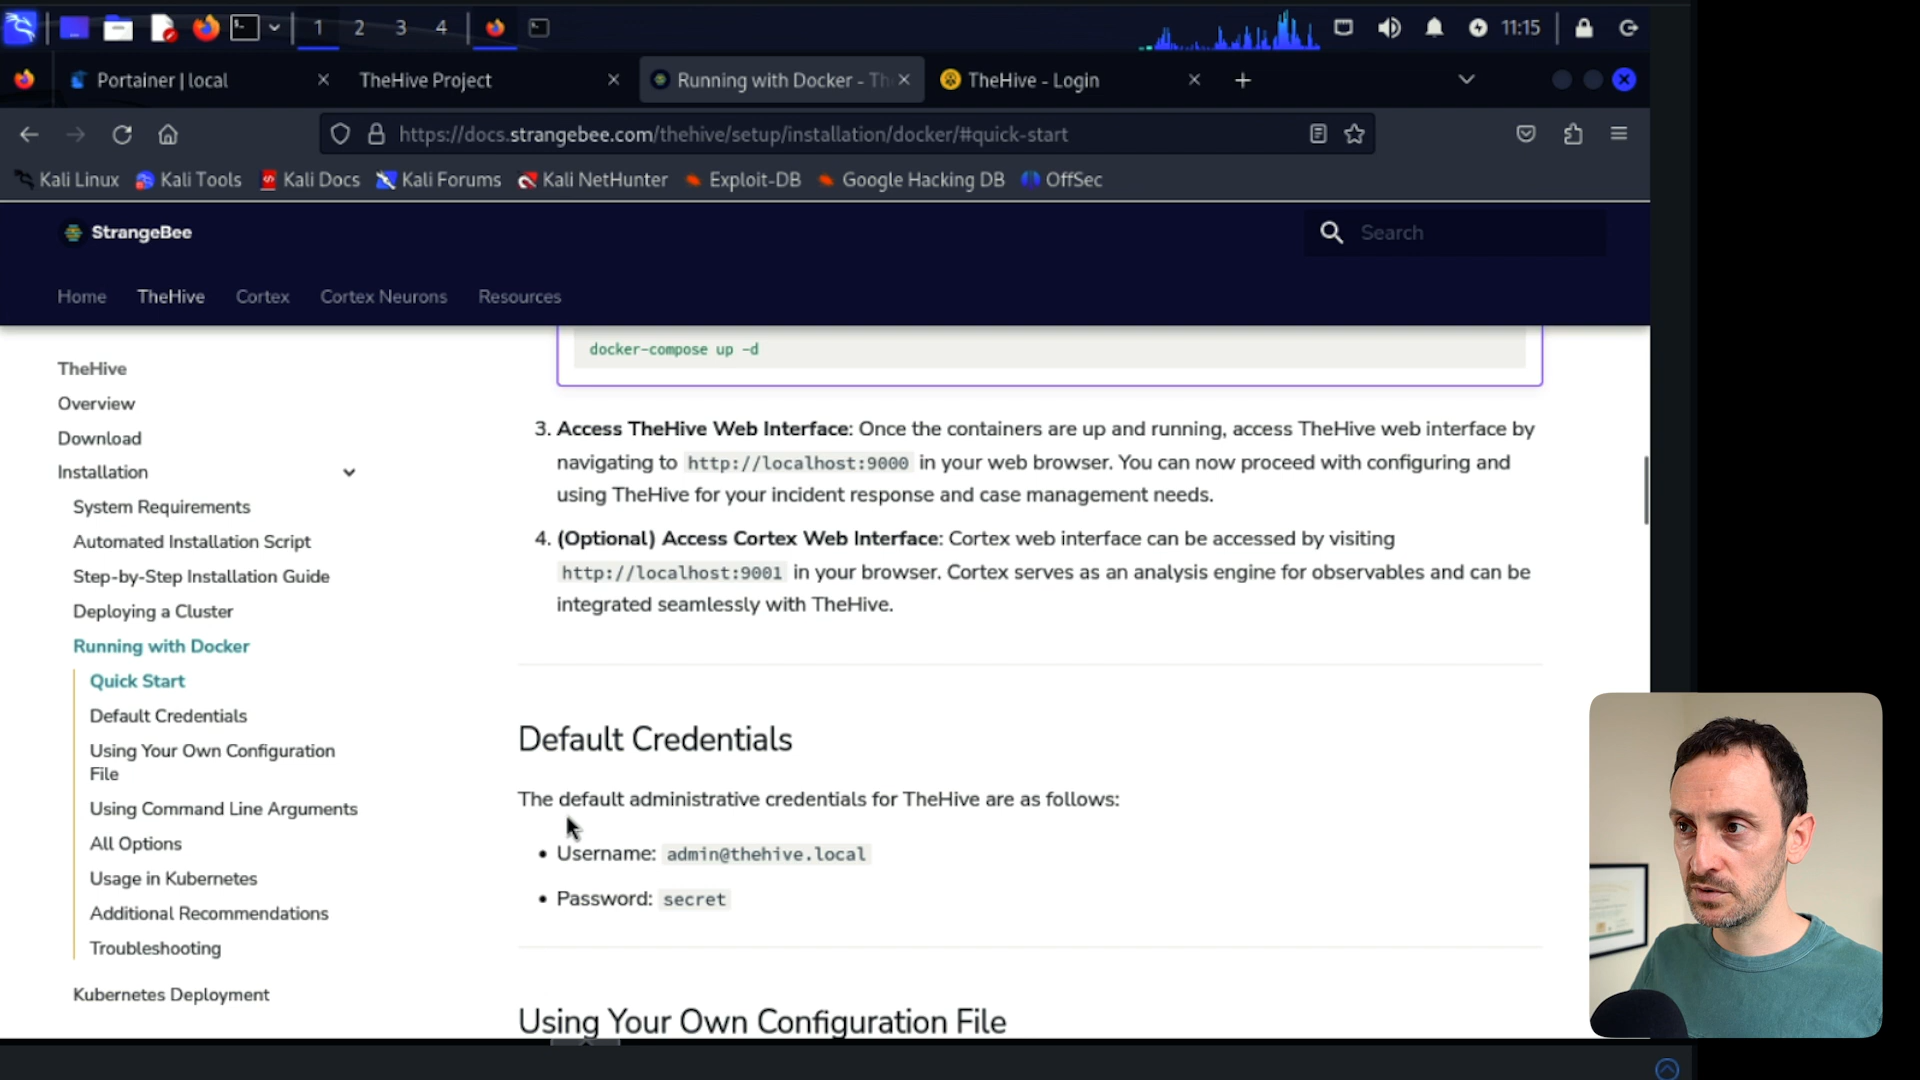 1 2 3 4 11:15
Portainer | local TheHive Project Running with Docker - Th TheHive - Login
https://docs.strangebee.com/thehive/setup/installation/docker/#quick-start
Kali Linux Kali Tools Kali Docs Kali Forums Kali NetHunter Exploit-DB Google Hacking DB OffSec
StrangeBee Search
Home TheHive Cortex Cortex Neurons Resources
TheHive
Overview
Download
Installation
System Requirements
Automated Installation Script
Step-by-Step Installation Guide
Deploying a Cluster
Running with Docker
Quick Start
Default Credentials
Using Your Own Configuration
File
Using Command Line Arguments
All Options
Usage in Kubernetes
Additional Recommendations
Troubleshooting
Kubernetes Deployment
docker-compose up -d
3. Access TheHive Web Interface: Once the containers are up and running, access TheHive web interface by
navigating to http://localhost:9000 in your web browser. You can now proceed with configuring and
using TheHive for your incident response and case management needs.
4. (Optional) Access Cortex Web Interface: Cortex web interface can be accessed by visiting
http://localhost:9001 in your browser. Cortex serves as an analysis engine for observables and can be
integrated seamlessly with TheHive.
Default Credentials
The default administrative credentials for TheHive are as follows:
• Username: admin@thehive.local
• Password: secret
Using Your Own Configuration File